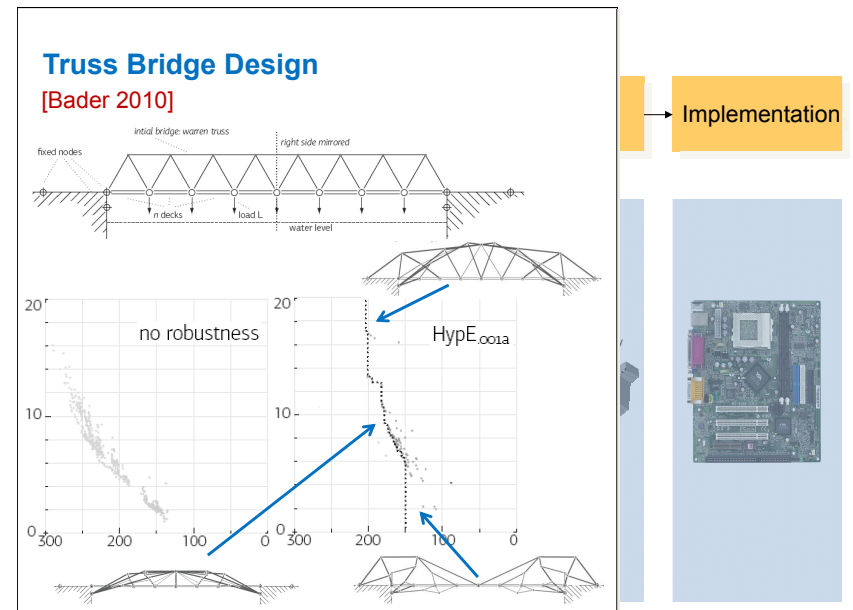 Truss Bridge Design
[Bader 2010]
intial bridge: warren truss
fixed nodes
right side mirrored
n decks
load L
water level
20
no robustness
10
0
300
200
100
0
20
HypE.001a
10
0
300
200
100
0
Implementation